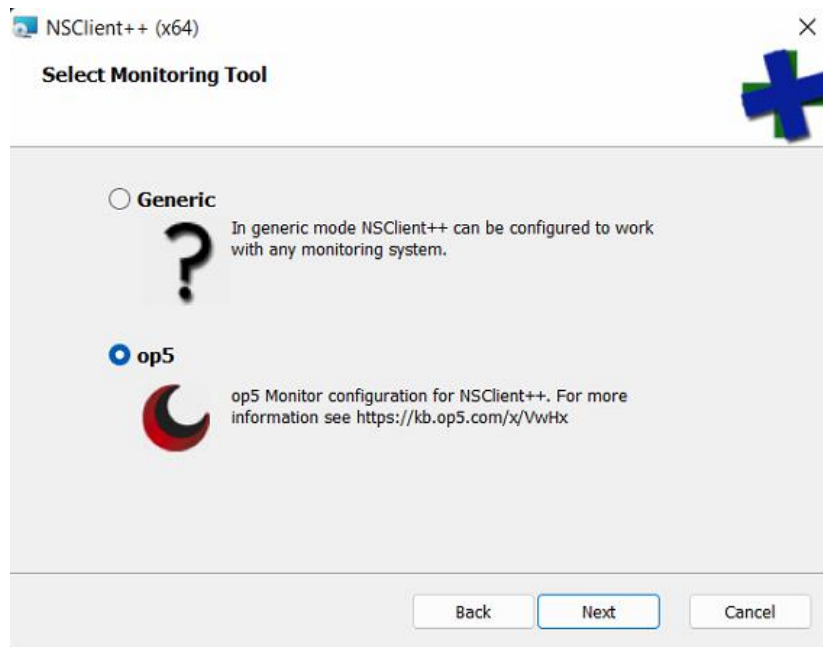 NSClient++ (x64)
Select Monitoring Tool
Generic
In generic mode NSClient++ can be configured to work
with any monitoring system.
op5
op5 Monitor configuration for NSClient++. For more
information see https://kb.op5.com/x/VwHx
Back Next Cancel